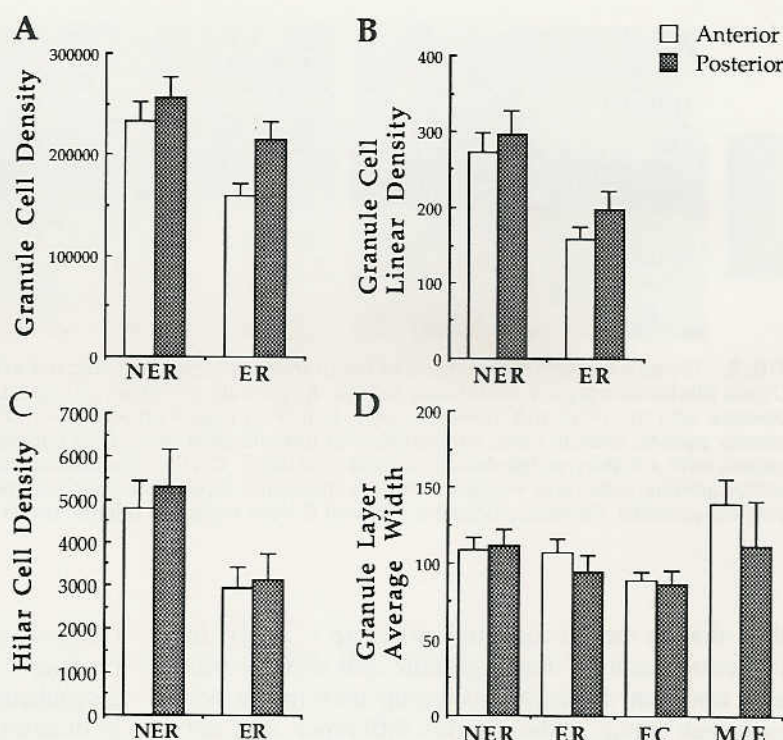 A
Granule Cell Density
300000
200000
100000
0
NER ER
B
Granule Cell
Linear Density
400
300
200
100
0
NER ER
Anterior
Posterior
C
Hilar Cell Density
7000
6000
5000
4000
3000
2000
1000
0
NER ER
D
Granule Layer
Average Width
200
150
100
50
0
NER ER EC M/E